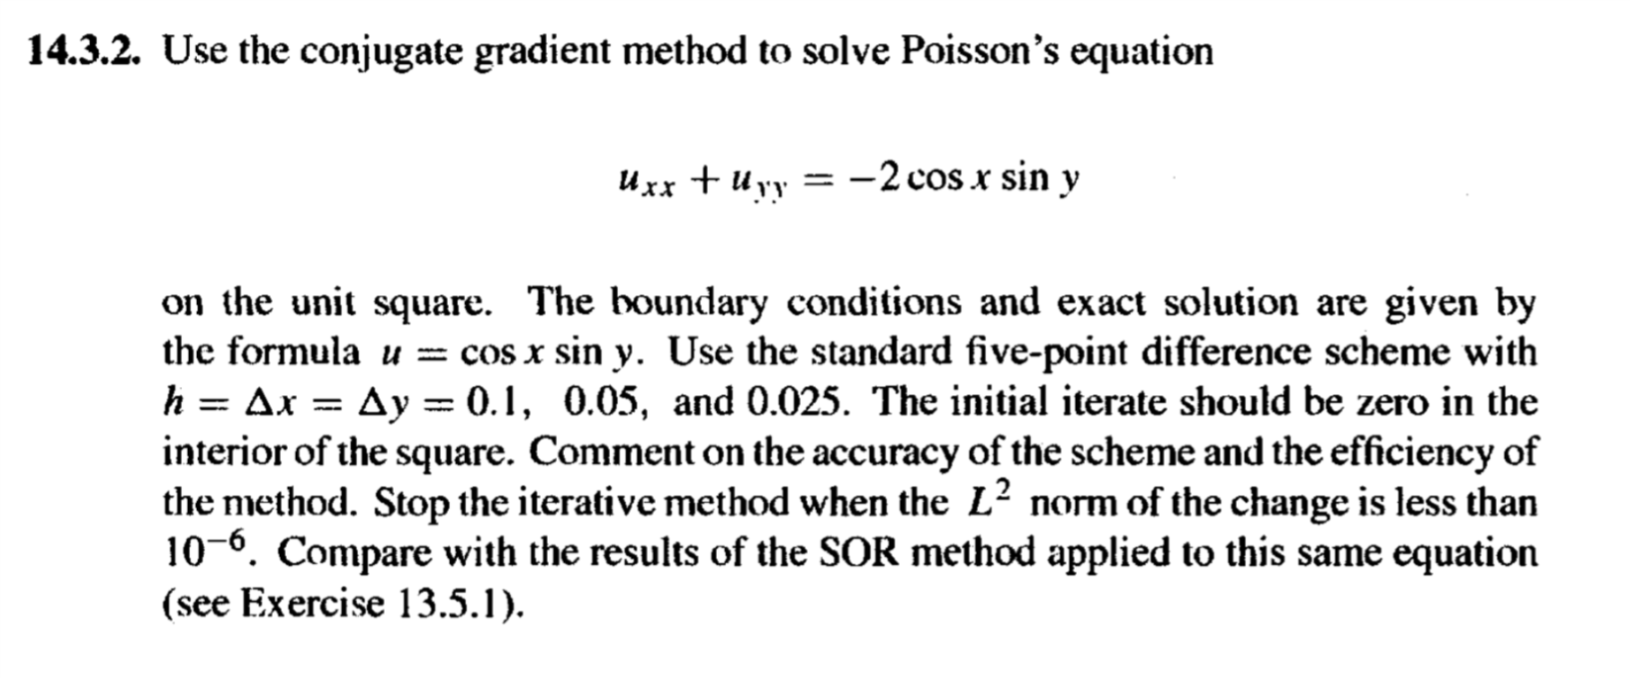 14.3.2. Use the conjugate gradient method to solve Poisson's equation
u_{xx} + u_{yy} = −2 cos x sin y
on the unit square. The boundary conditions and exact solution are given by
the formula u = cos x sin y. Use the standard five-point difference scheme with
h = Δx = Δy = 0.1, 0.05, and 0.025. The initial iterate should be zero in the
interior of the square. Comment on the accuracy of the scheme and the efficiency of
the method. Stop the iterative method when the L² norm of the change is less than
10⁻⁶. Compare with the results of the SOR method applied to this same equation
(see Exercise 13.5.1).